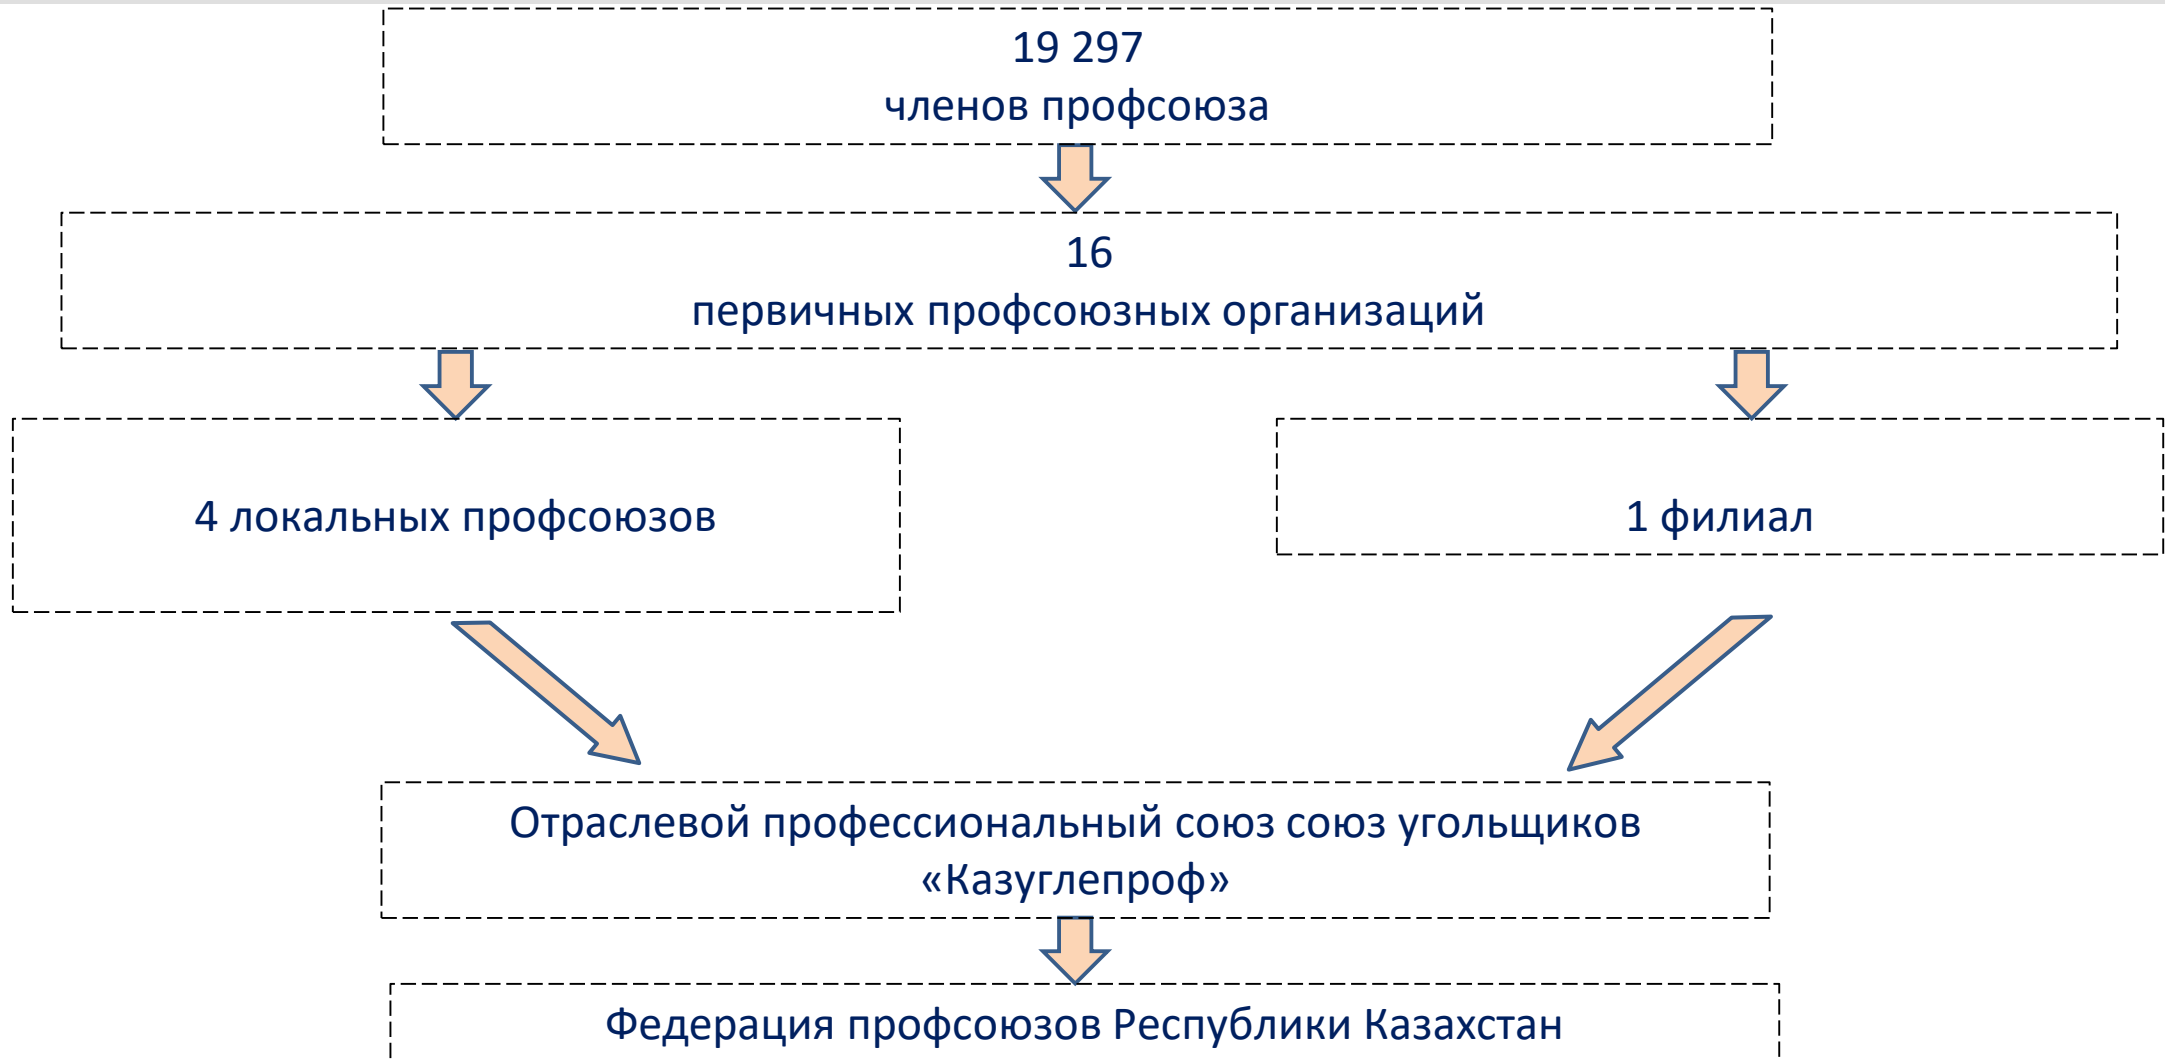 19 297
членов профсоюза
16
первичных профсоюзных организаций
4 локальных профсоюзов
1 филиал
Отраслевой профессиональный союз союз угольщиков
«Казуглепроф»
Федерация профсоюзов Республики Казахстан